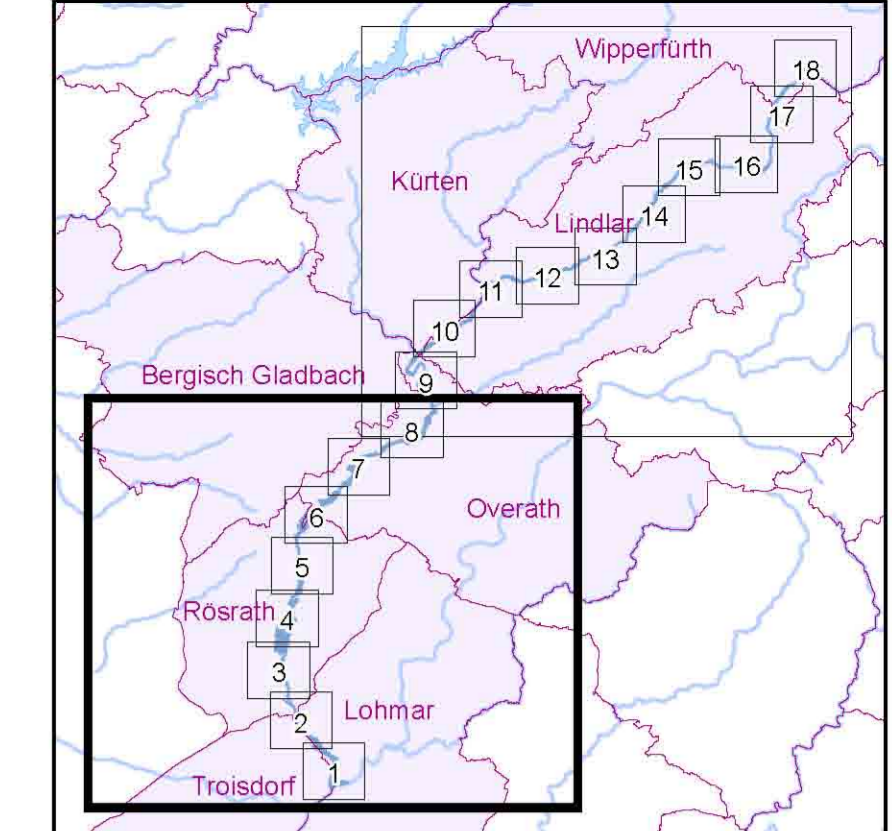 Wipperfürth
18
17
Kürten
15
16
14
Lindlar
13
12
11
10
Bergisch Gladbach
9
8
7
Overath
6
5
Rösrath
4
3
Lohmar
2
1
Troisdorf